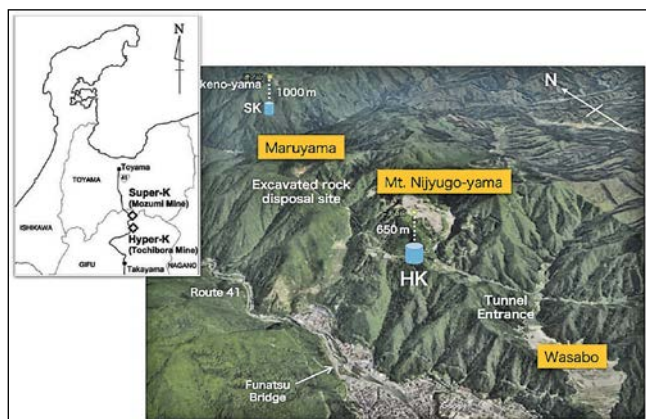 N
TOYAMA
Toyama
41
Super-K
(Mozumi Mine)
ISHIKAWA
Hyper-K
(Tochibora Mine)
GIFU
NAGANO
Takayama
keno-yama
1000 m
SK
N
Maruyama
Excavated rock
disposal site
Mt. Nijyugo-yama
650 m
HK
Route 41
Tunnel
Entrance
Wasabo
Funatsu
Bridge